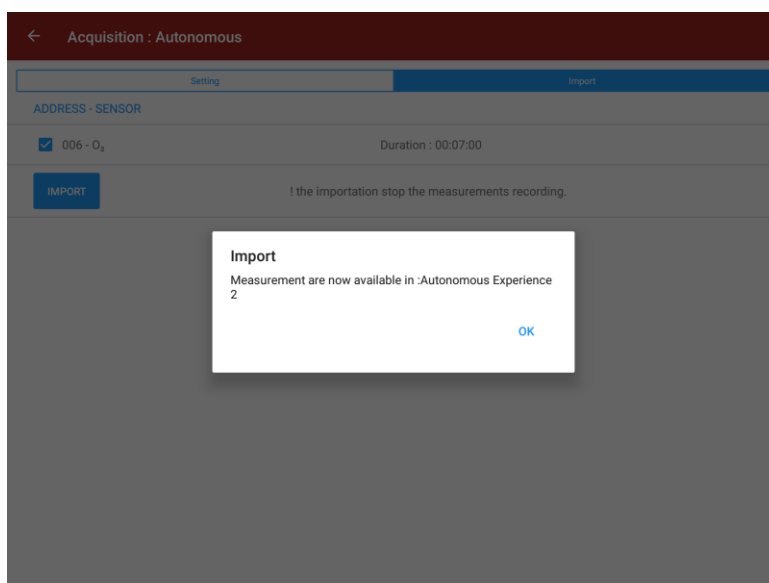 Acquisition : Autonomous
Setting
Import
ADDRESS - SENSOR
006 - O₂
Duration : 00:07:00
IMPORT
! the importation stop the measurements recording.
Import
Measurement are now available in :Autonomous Experience
2
OK